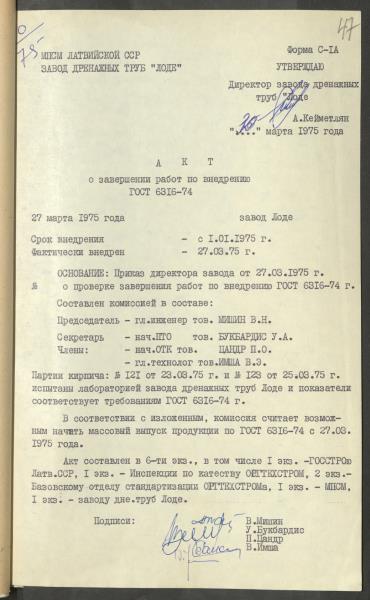 47
75
МПСМ ЛАТВИЙСКОЙ ССР
ЗАВОД ДРЕНАЖНЫХ ТРУБ "ЛОДЕ"
Форма С-IА
УТВЕРЖДАЮ
Директор завода дренажных
труб "Лоде
А.Кейметлян
"...." марта 1975 года
А К Т
о завершении работ по внедрению
ГОСТ 6316-74
27 марта 1975 года завод Лоде
Срок внедрения - с I.01.1975 г.
Фактически внедрен - 27.03.75 г.
ОСНОВАНИЕ: Приказ директора завода от 27.03.1975 г.
№ о проверке завершения работ по внедрению ГОСТ 6316-74 г.
Составлен комиссией в составе:
Председатель - гл.инженер тов. МИШИН В.Н.
Секретарь - нач.ПТО тов. БУКБАРДИС У.А.
Члены: - нач.ОТК тов. ЦАНДР П.О.
- гл.технолог тов.ИМША В.Э.
Партии кирпича: № I2I от 23.03.75 г. и № I23 от 25.03.75 г.
испытаны лабораторией завода дренажных труб Лоде и показатели
соответствует требованиям ГОСТ 6316-74 г.
В соответствии с изложенным, комиссия считает возмож-
ным начать массовый выпуск продукции по ГОСТ 6316-74 с 27.03.
1975 года.
Акт составлен в 6-ти экз., в том числе I экз. -ГОССТРОю
Латв.ССР, I экз. - Инспекции по качеству ОРГТЕХСТРОМ, 2 экз.-
Базовскому отделу стандартизации ОРГТЕХСТРОМа, I экз. - МПСМ,
I экз. - заводу дне.труб Лоде.
Подписи:
В.Мишин
У.Букбардис
П.Цандр
В.Имша